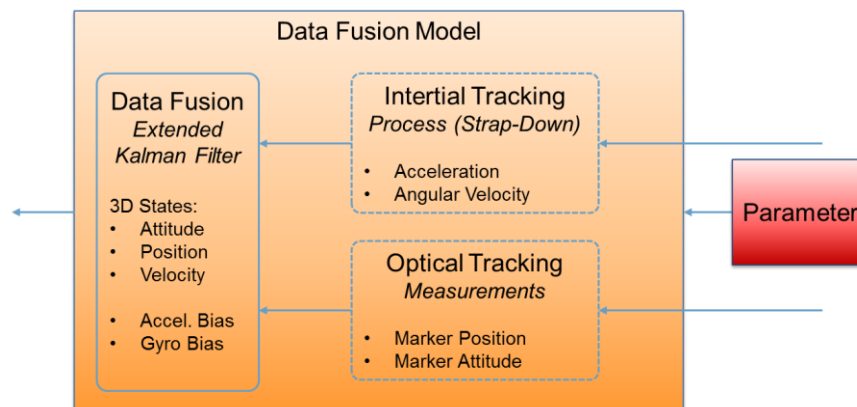 Data Fusion Model
Data Fusion
Extended
Kalman Filter
3D States:
• Attitude
• Position
• Velocity
• Accel. Bias
• Gyro Bias
Intertial Tracking
Process (Strap-Down)
• Acceleration
• Angular Velocity
Optical Tracking
Measurements
• Marker Position
• Marker Attitude
Parameter